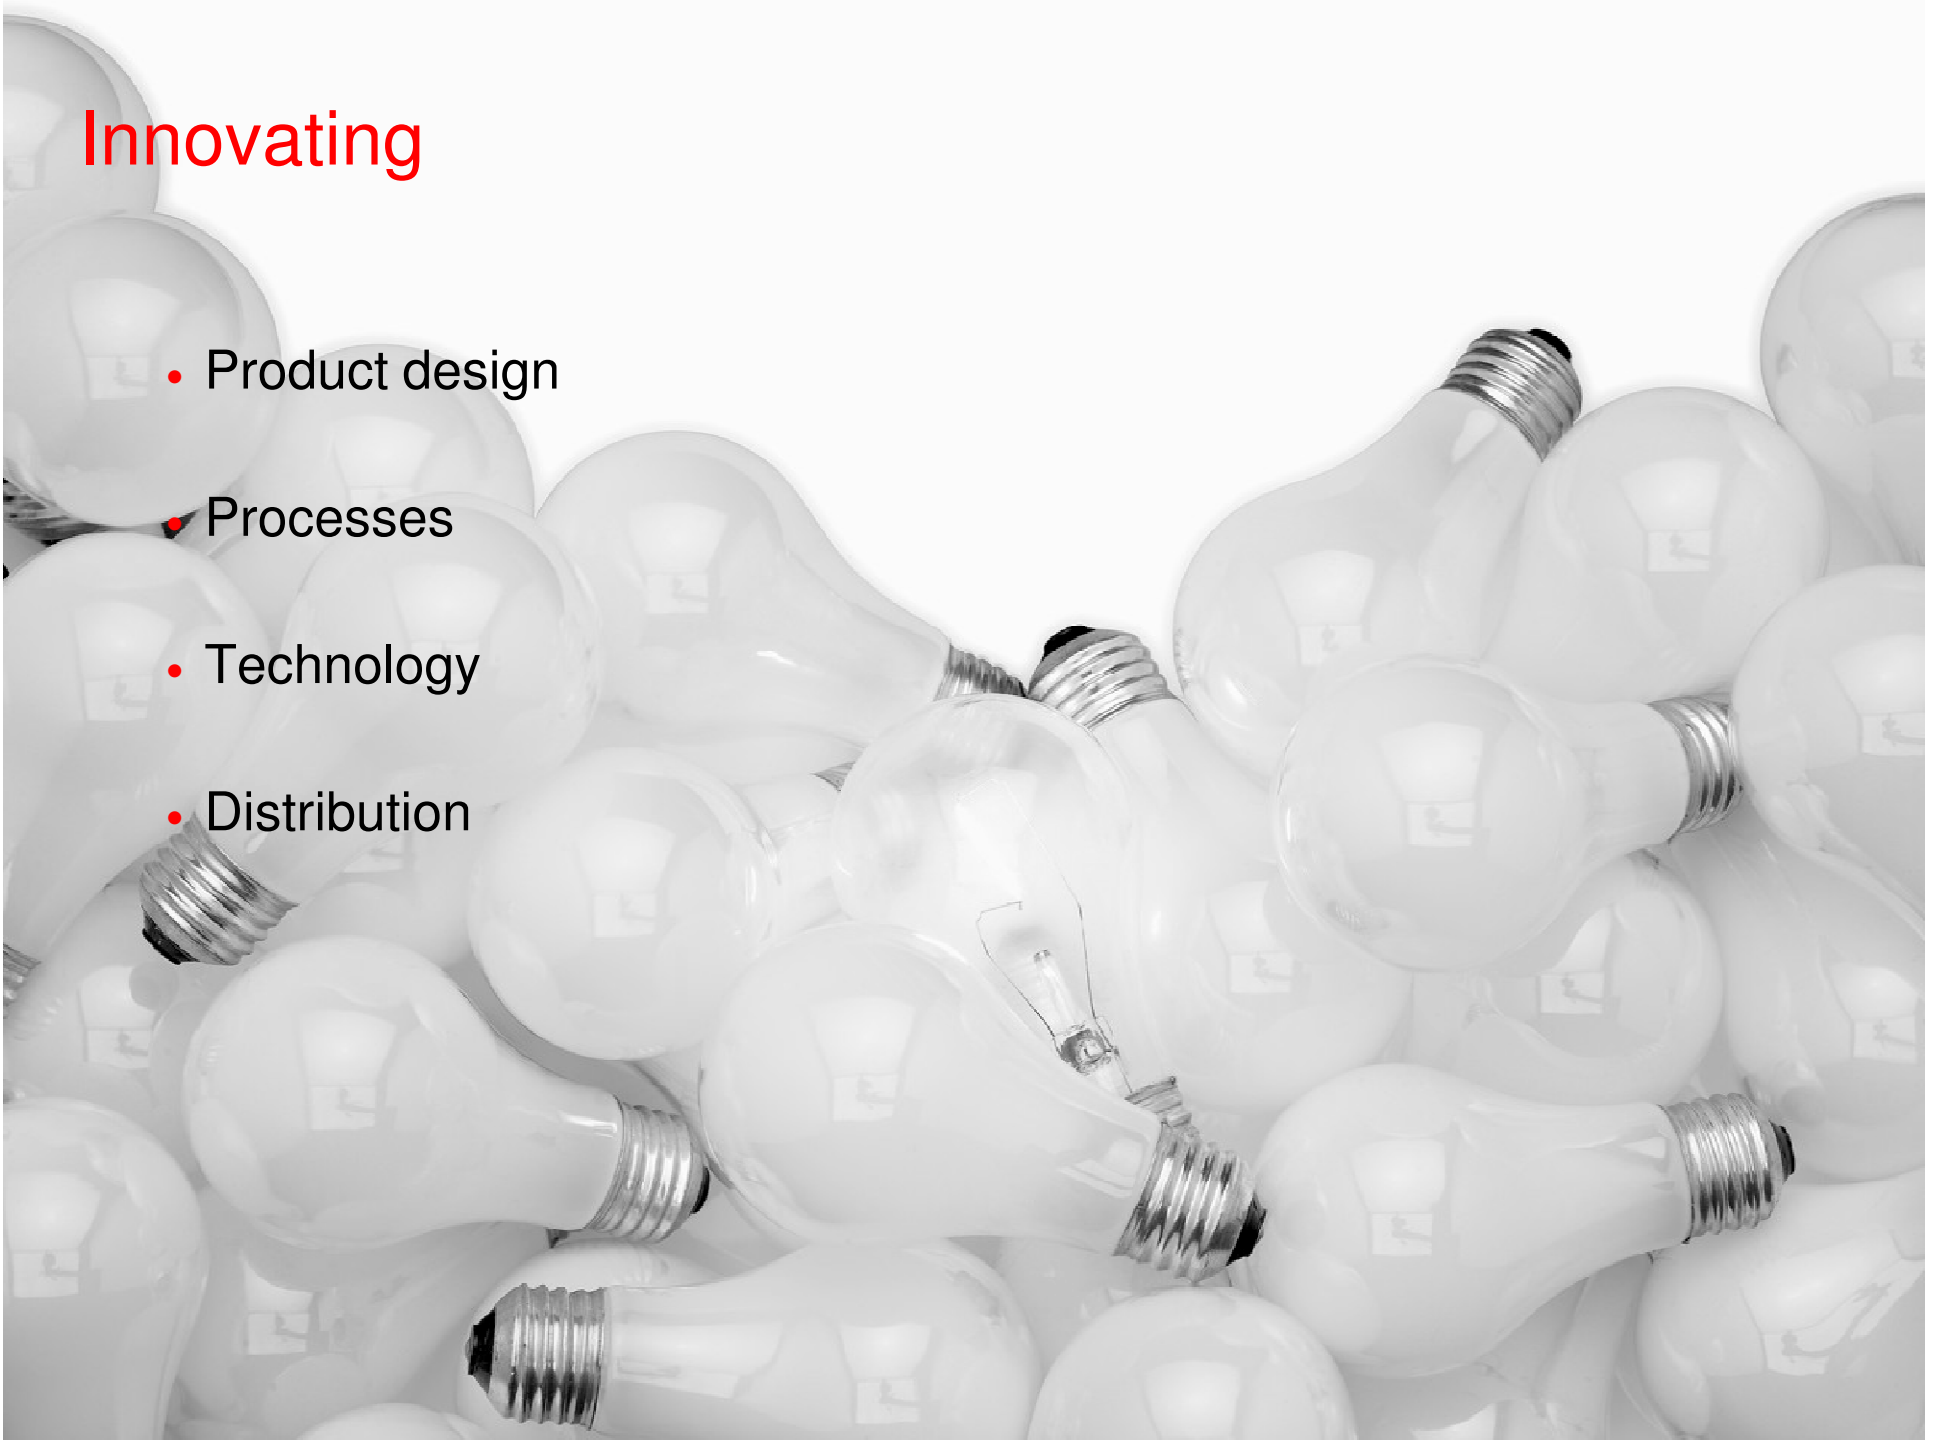 Innovating
• Product design
• Processes
• Technology
• Distribution